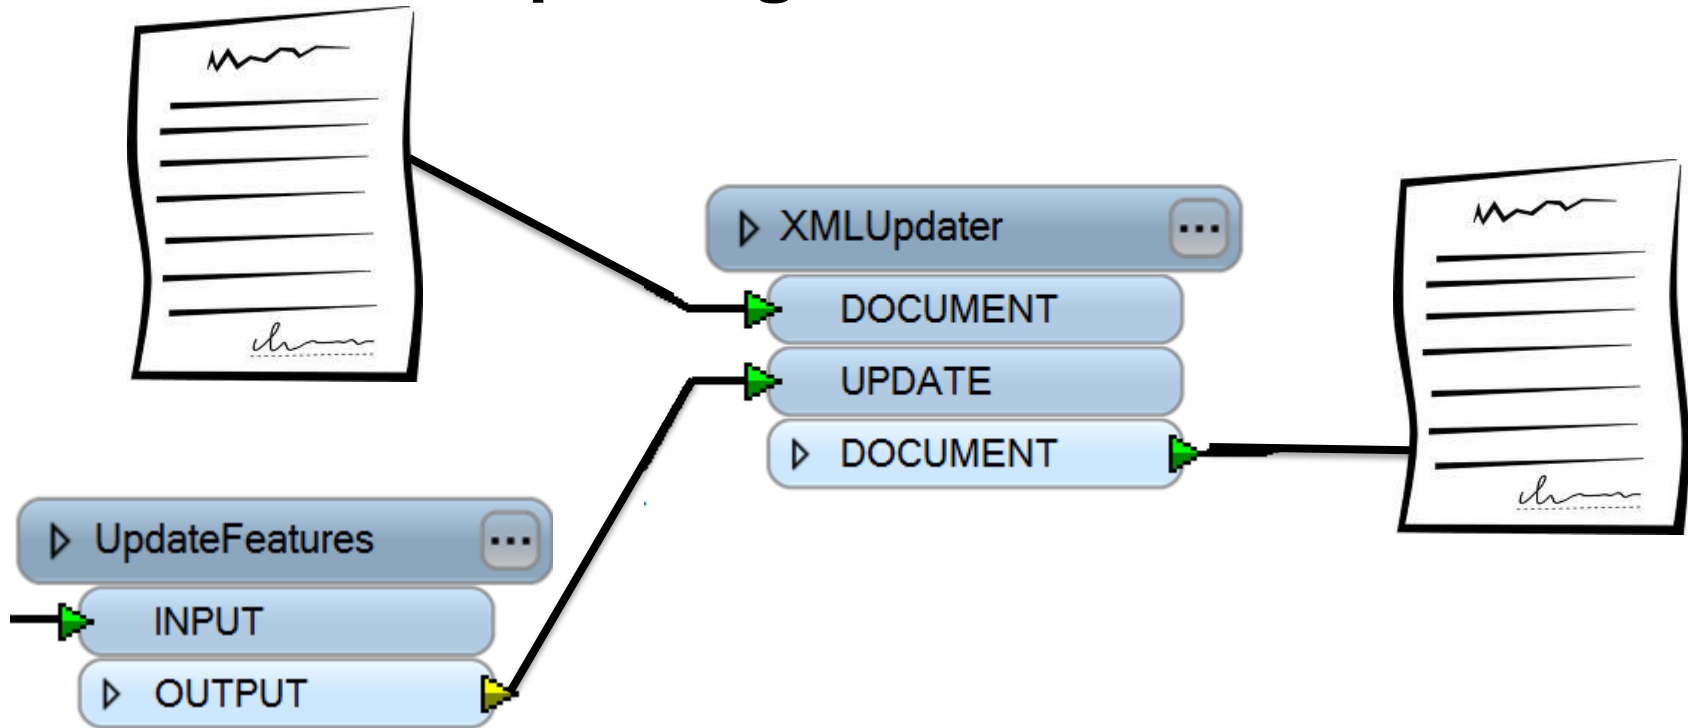 XMLUpdater
DOCUMENT
UPDATE
DOCUMENT
UpdateFeatures
INPUT
OUTPUT